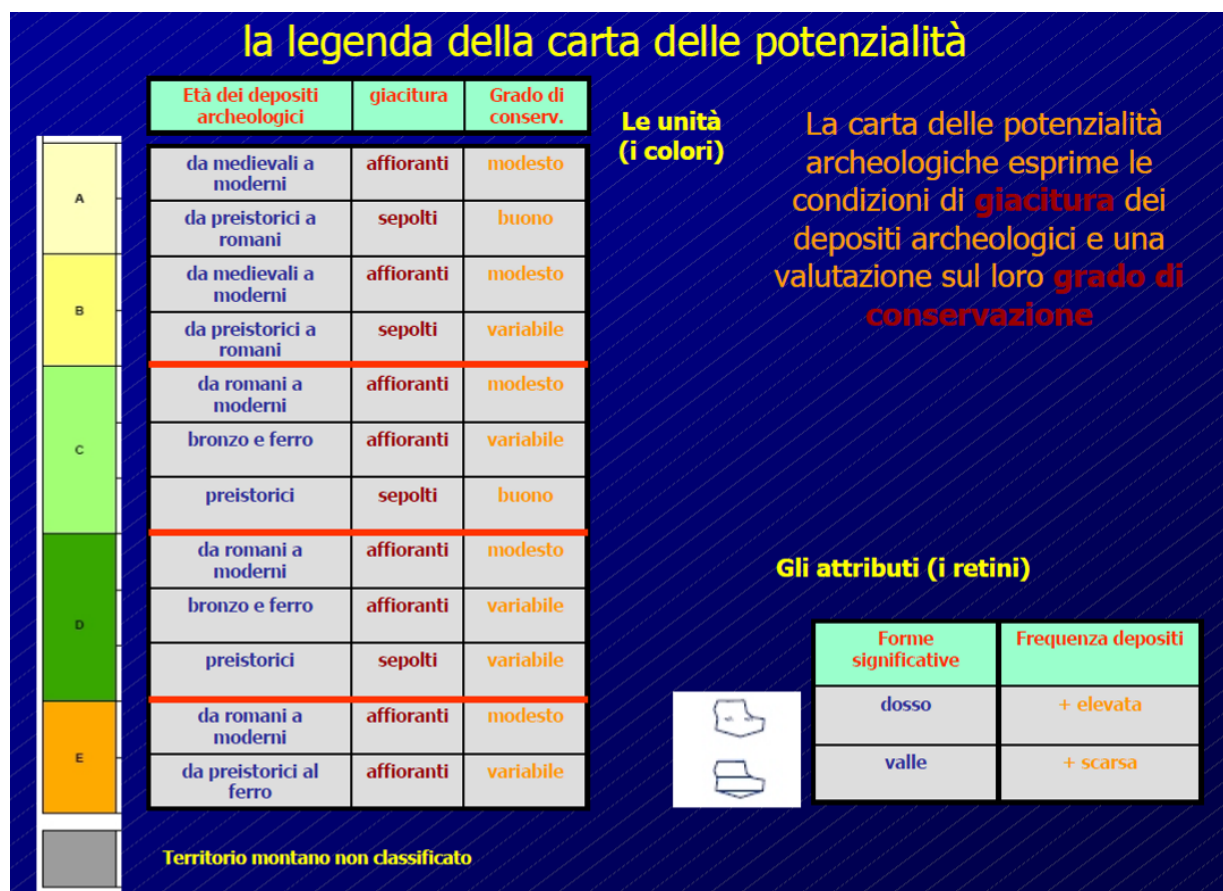 la legenda della carta delle potenzialità
Età dei depositi
archeologici
giacitura
Grado di
conserv.
A
da medievali a
moderni
affioranti
modesto
da preistorici a
romani
sepolti
buono
B
da medievali a
moderni
affioranti
modesto
da preistorici a
romani
sepolti
variabile
C
da romani a
moderni
affioranti
modesto
bronzo e ferro
affioranti
variabile
preistorici
sepolti
buono
D
da romani a
moderni
affioranti
modesto
bronzo e ferro
affioranti
variabile
preistorici
sepolti
variabile
E
da romani a
moderni
affioranti
modesto
da preistorici al
ferro
affioranti
variabile
Territorio montano non classificato
Le unità
(i colori)
La carta delle potenzialità
archeologiche esprime le
condizioni di giacitura dei
depositi archeologici e una
valutazione sul loro grado di
conservazione
Gli attributi (i retini)
Forme
significative
Frequenza depositi
dosso
+ elevata
valle
+ scarsa